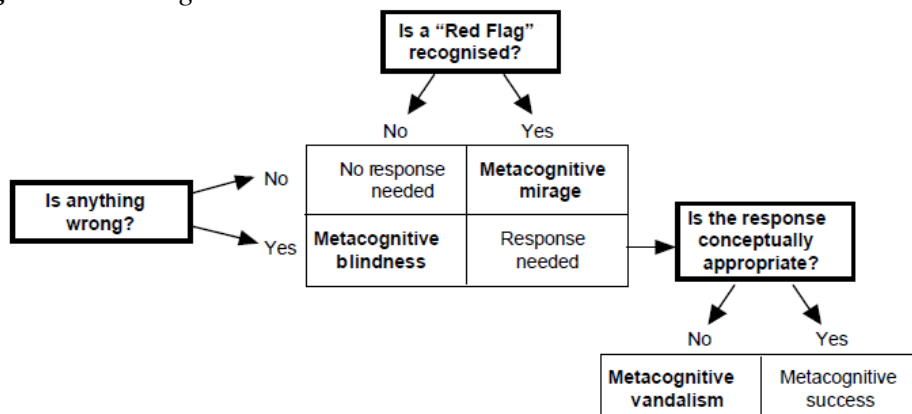 Is a “Red Flag”
recognised?
No
Yes
Is anything
wrong?
No
No response
needed
Metacognitive
mirage
Yes
Metacognitive
blindness
Response
needed
Is the response
conceptually
appropriate?
No
Yes
Metacognitive
vandalism
Metacognitive
success